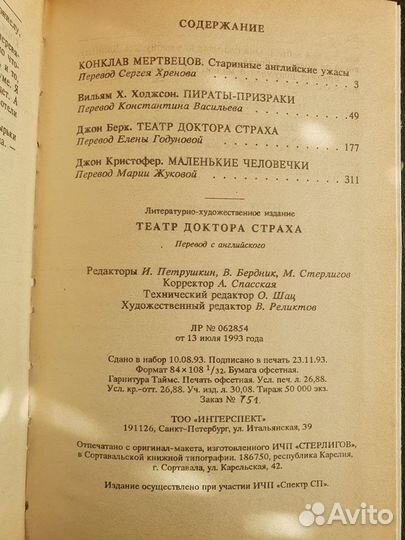 СОДЕРЖАНИЕ
КОНКЛАВ МЕРТВЕЦОВ. Старинные английские ужасы
Перевод Сергея Хренова 3
Вильям Х. Ходжсон. ПИРАТЫ-ПРИЗРАКИ
Перевод Константина Васильева 49
Джон Берк. ТЕАТР ДОКТОРА СТРАХА
Перевод Елены Годуновой 177
Джон Кристофер. МАЛЕНЬКИЕ ЧЕЛОВЕЧКИ
Перевод Марии Жуковой 311
Литературно-художественное издание
ТЕАТР ДОКТОРА СТРАХА
Перевод с английского
Редакторы И. Петрушкин, В. Бердник, М. Стерлигов
Корректор А. Спасская
Технический редактор О. Шац
Художественный редактор В. Реликтов
ЛР № 062854
от 13 июля 1993 года
Сдано в набор 10.08.93. Подписано в печать 23.11.93.
Формат 84 × 108 1/32. Бумага офсетная.
Гарнитура Таймс. Печать офсетная. Усл. печ. л. 26,88.
Усл. кр.-отт. 26,88. Уч.-изд. л. 30,08. Тираж 50 000 экз.
Заказ № 751.
ТОО "ИНТЕРСПЕКТ"
191126, Санкт-Петербург, ул. Итальянская, 39
Отпечатано с оригинал-макета, изготовленного ИЧП «СТЕРЛИГОВ»,
в Сортавальской книжной типографии. 186750, республика Карелия,
г. Сортавала, ул. Карельская, 42.
Издание осуществлено при участии ИЧП «Спектр СП».
Avito